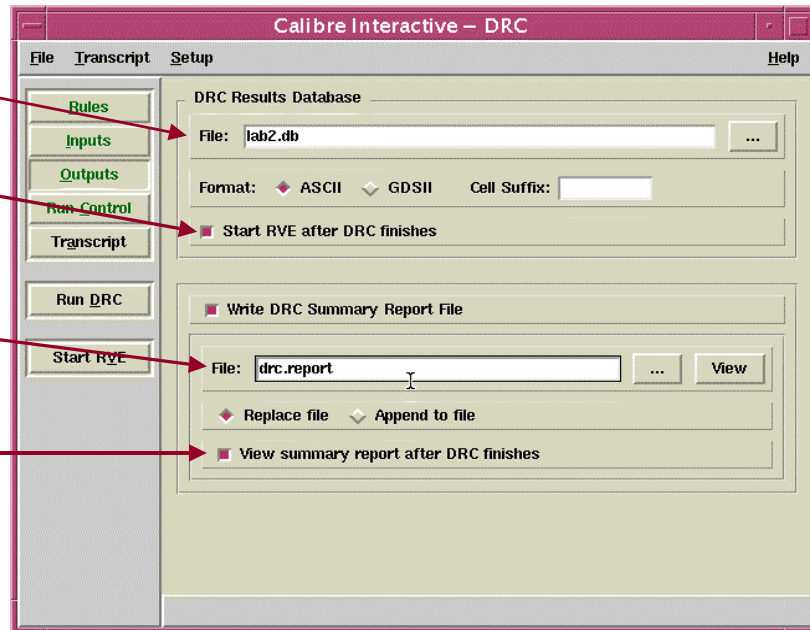 Calibre Interactive – DRC
File Transcript Setup Help
Rules
Inputs
Outputs
Run Control
Transcript
Run DRC
Start RVE
DRC Results Database
File: lab2.db ...
Format: ASCII GDSII Cell Suffix:
Start RVE after DRC finishes
Write DRC Summary Report File
File: drc.report ... View
Replace file Append to file
View summary report after DRC finishes